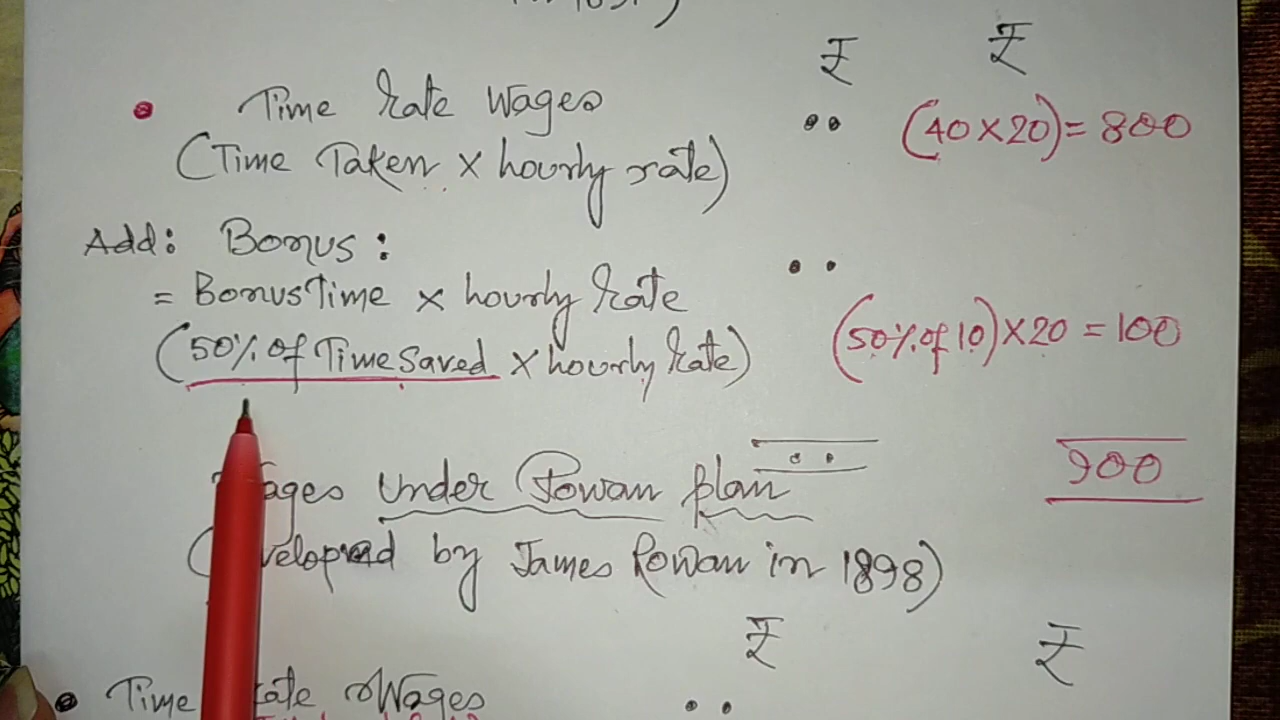 ₹ ₹
• Time Rate Wages .. (40×20)= 800
(Time Taken × hourly rate)
Add: Bonus: ..
= Bonus Time × hourly Rate
(50% of Time Saved × hourly Rate) (50% of 10)×20 = 100
900
ages under Rowan plan
by James Rowan in 1898)
₹ ₹
• Time ate Wages ..